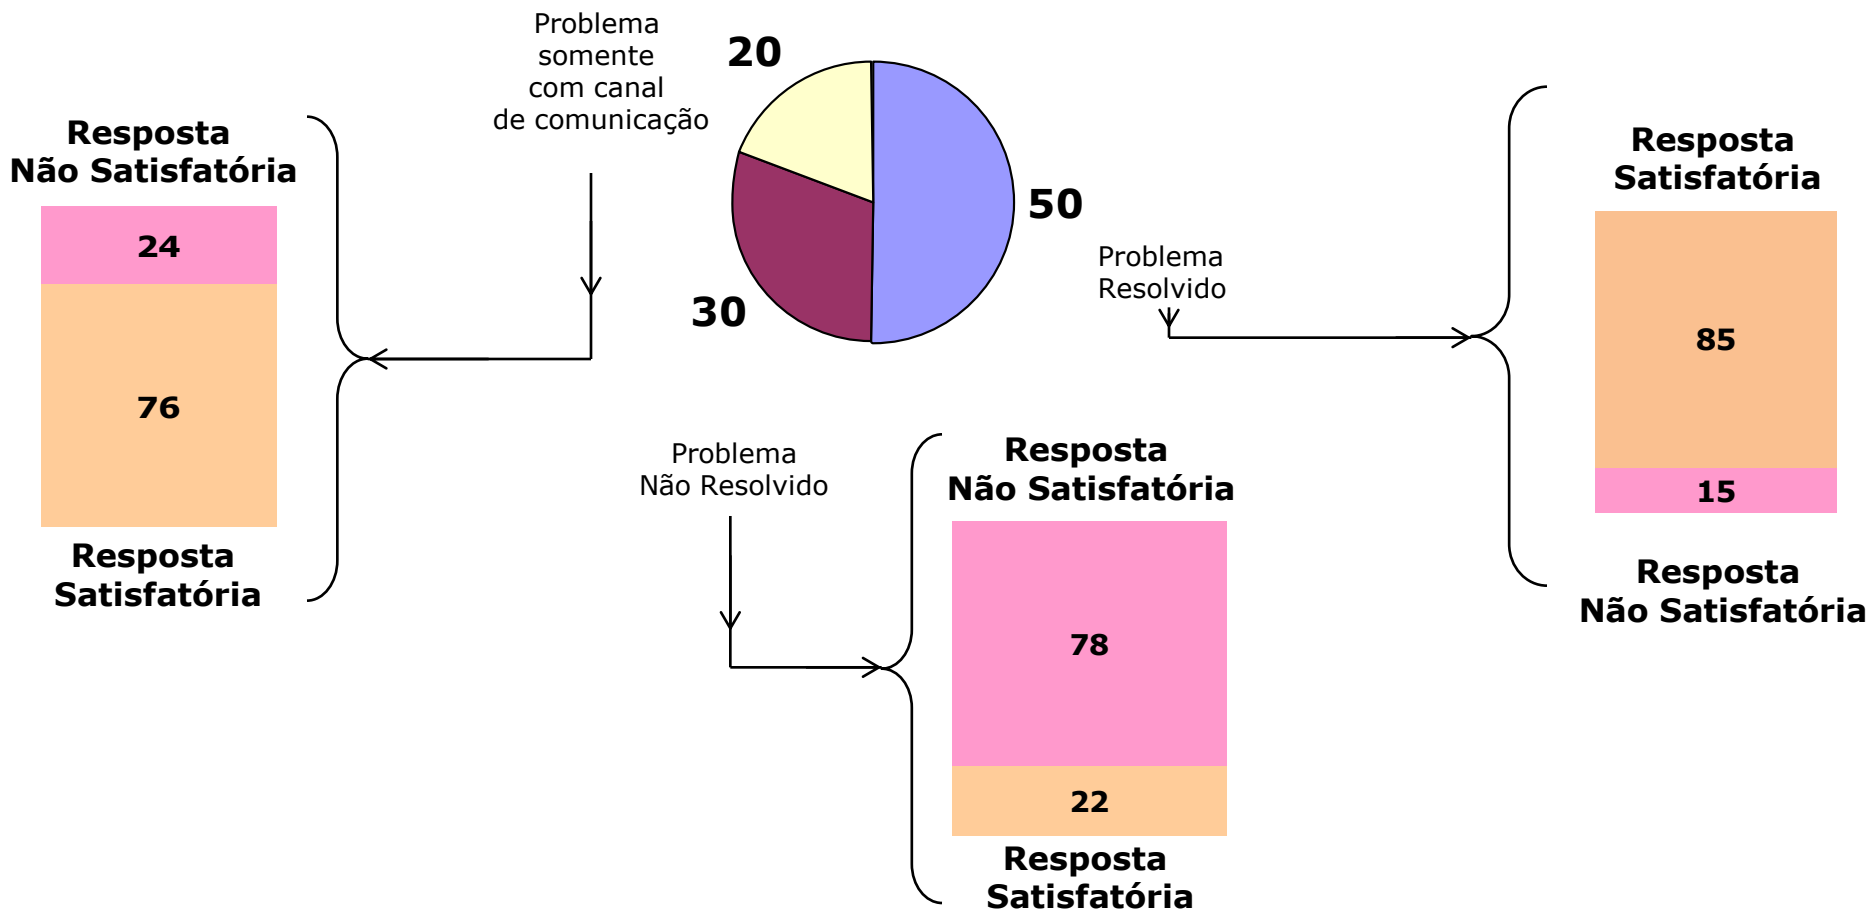 Problema
somente
com canal
de comunicação
20
50
30
Resposta
Não Satisfatória
24
76
Resposta
Satisfatória
Problema
Resolvido
Resposta
Satisfatória
85
15
Resposta
Não Satisfatória
Problema
Não Resolvido
Resposta
Não Satisfatória
78
22
Resposta
Satisfatória